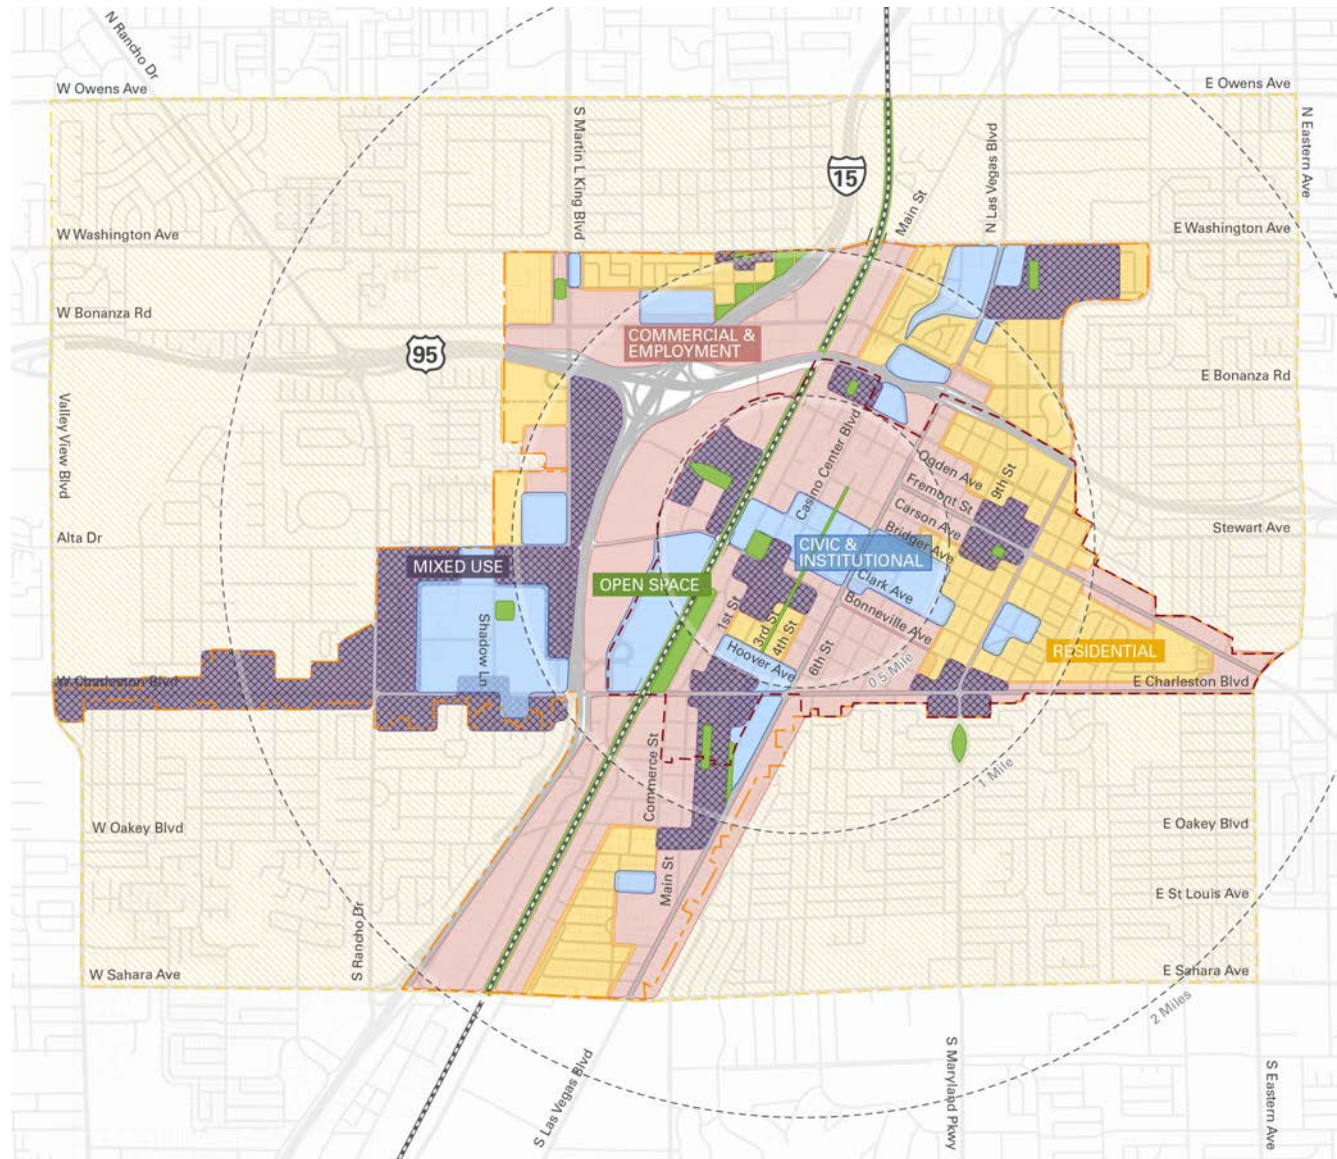 N Rancho Dr
W Owens Ave
E Owens Ave
S Martin L King Blvd
N Las Vegas Blvd
N Eastern Ave
15
Main St
W Washington Ave
E Washington Ave
W Bonanza Rd
COMMERCIAL &
EMPLOYMENT
95
E Bonanza Rd
Valley View Blvd
Casino Center Blvd
Ogden Ave
9th St
Fremont St
Carson Ave
Stewart Ave
Alta Dr
Bridger Ave
CIVIC &
INSTITUTIONAL
MIXED USE
OPEN SPACE
Clark Ave
1st St
3rd St
4th St
Bonneville Ave
Shadow Ln
Hoover Ave
6th St
RESIDENTIAL
0.5 Mile
W Charleston Blvd
E Charleston Blvd
Commerce St
1 Mile
W Oakey Blvd
E Oakey Blvd
Main St
E St Louis Ave
S Rancho Dr
W Sahara Ave
E Sahara Ave
2 Miles
S Las Vegas Blvd
S Maryland Pkwy
S Eastern Ave